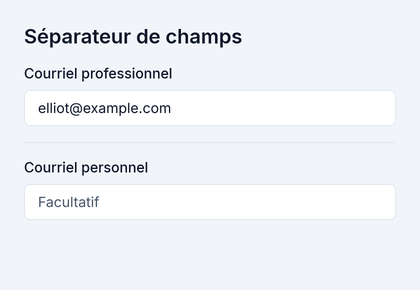 Séparateur de champs
Courriel professionnel
elliot@example.com
Courriel personnel
Facultatif